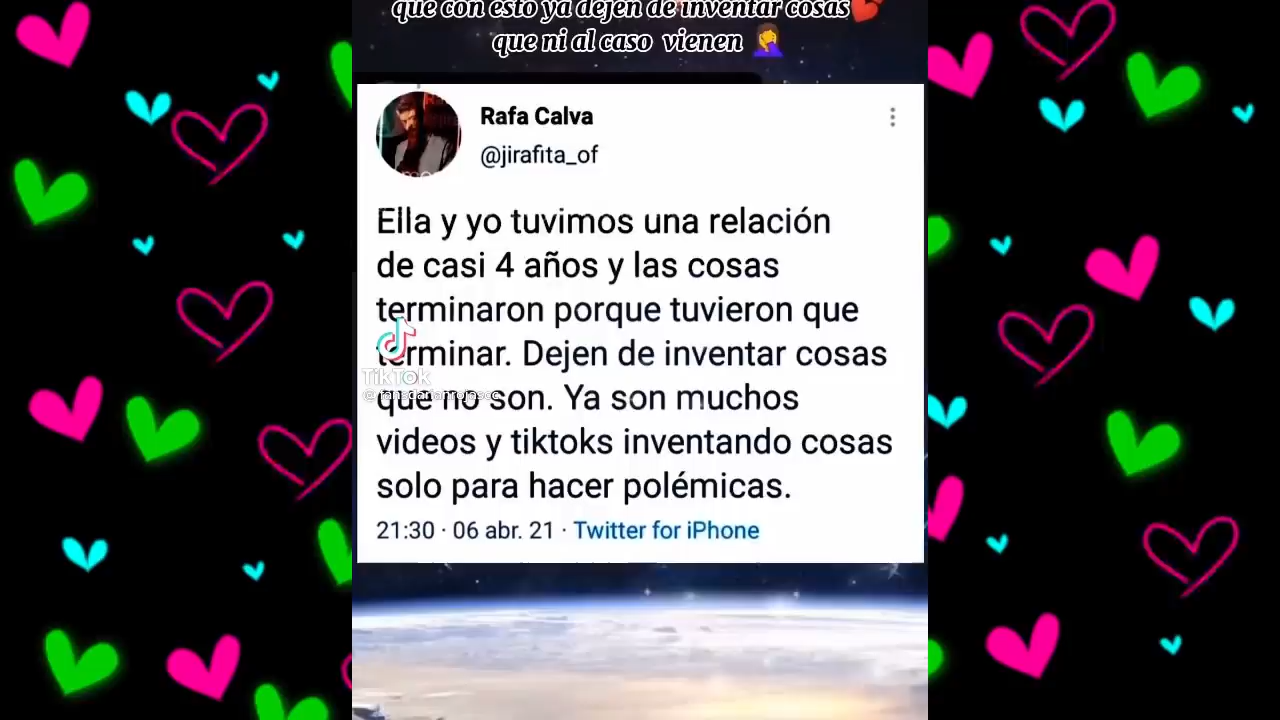 que con esto ya dejen de inventar cosas
que ni al caso vienen
Rafa Calva
@jirafita_of
Ella y yo tuvimos una relación
de casi 4 años y las cosas
terminaron porque tuvieron que
terminar. Dejen de inventar cosas
que no son. Ya son muchos
videos y tiktoks inventando cosas
solo para hacer polémicas.
21:30 · 06 abr. 21 · Twitter for iPhone
TikTok